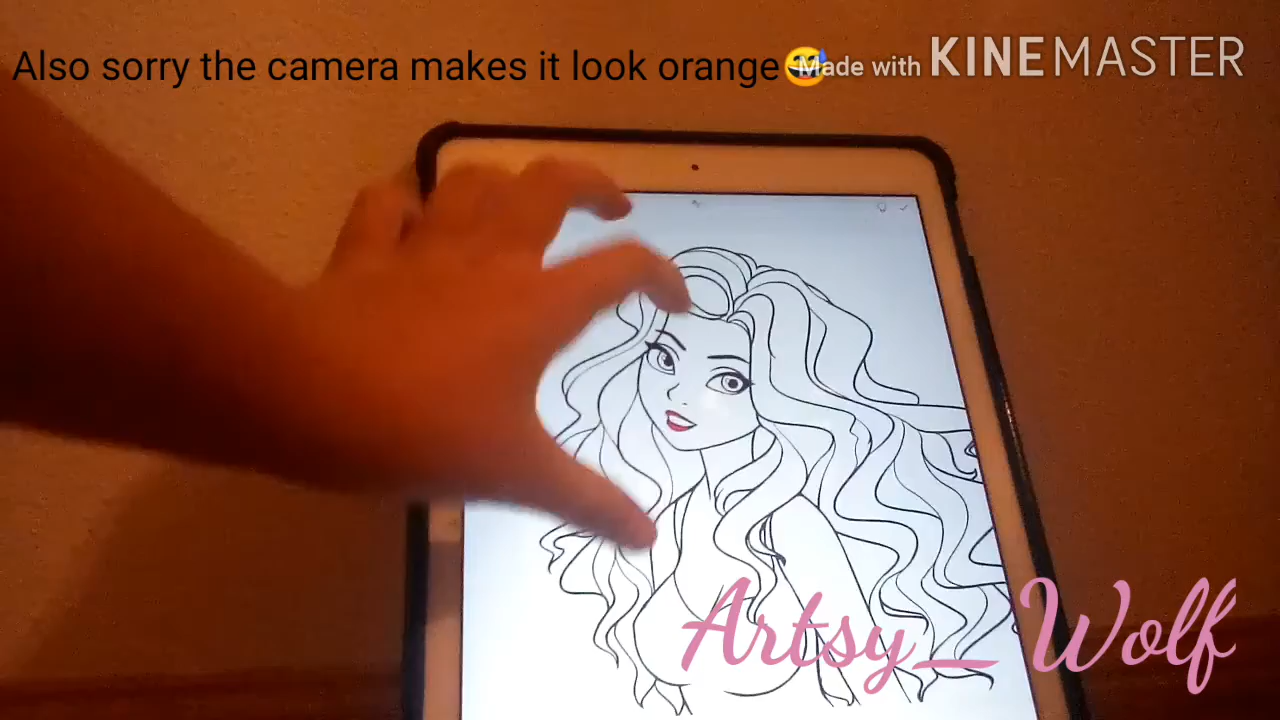 Also sorry the camera makes it look orange😅
Made with KINEMASTER
Artsy_Wolf